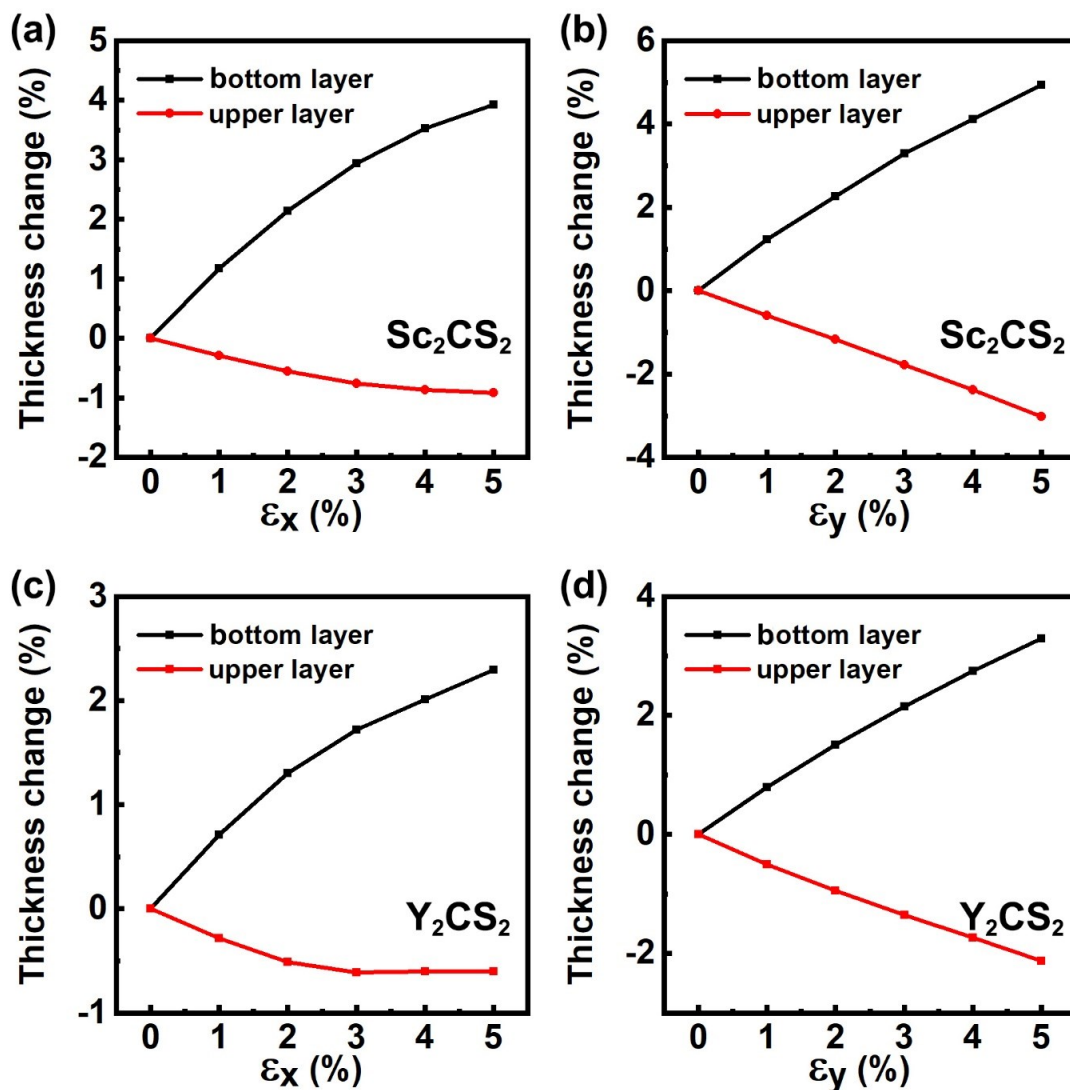 (a)
Thickness change (%)
5
4
3
2
1
0
-1
-2
bottom layer
upper layer
Sc₂CS₂
0 1 2 3 4 5
εx (%)
(b)
Thickness change (%)
6
4
2
0
-2
-4
bottom layer
upper layer
Sc₂CS₂
0 1 2 3 4 5
εy (%)
(c)
Thickness change (%)
3
2
1
0
-1
bottom layer
upper layer
Y₂CS₂
0 1 2 3 4 5
εx (%)
(d)
Thickness change (%)
4
2
0
-2
bottom layer
upper layer
Y₂CS₂
0 1 2 3 4 5
εy (%)